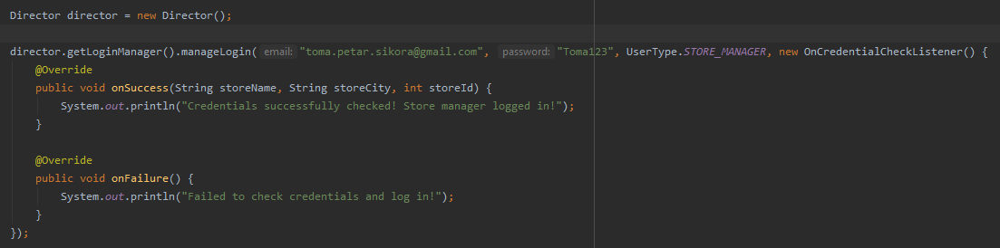 Director director = new Director();
director.getLoginManager().manageLogin( email: "toma.petar.sikora@gmail.com", password: "Toma123", UserType.STORE_MANAGER, new OnCredentialCheckListener() {
@Override
public void onSuccess(String storeName, String storeCity, int storeId) {
System.out.println("Credentials successfully checked! Store manager logged in!");
}
@Override
public void onFailure() {
System.out.println("Failed to check credentials and log in!");
}
});